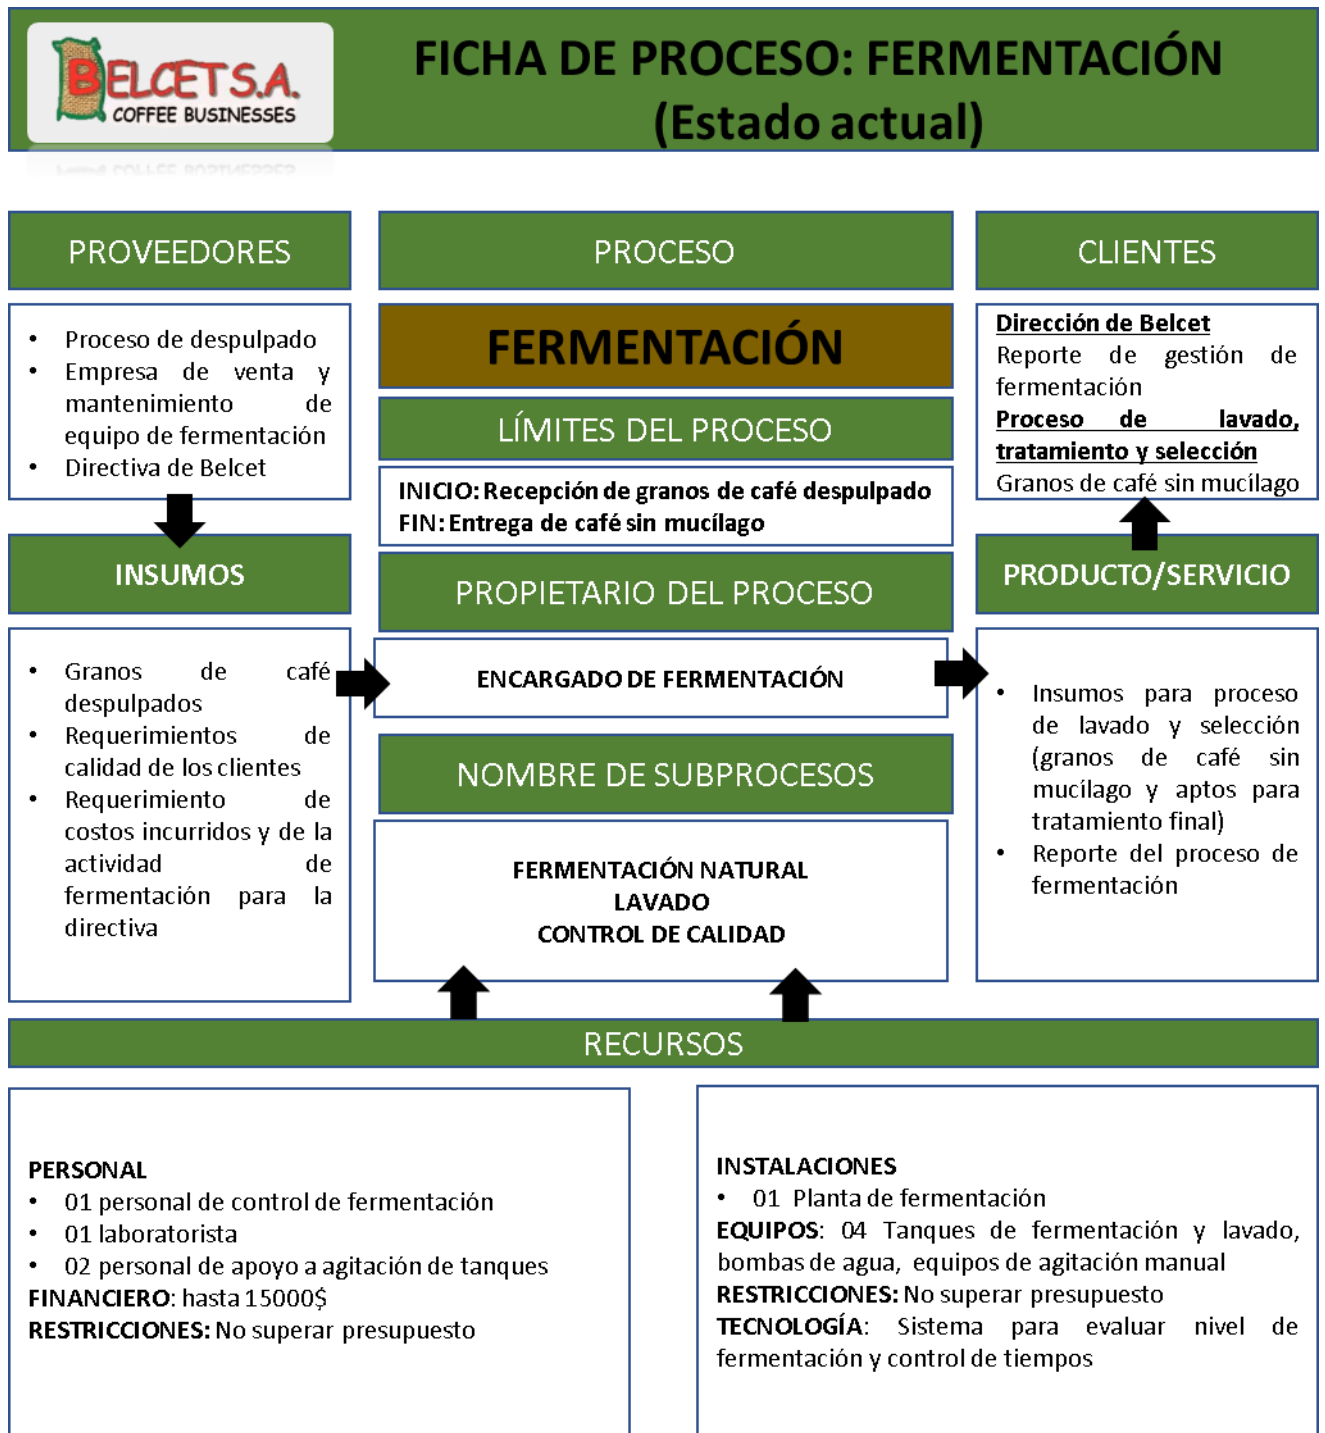 BELCET S.A.
COFFEE BUSINESSES
FICHA DE PROCESO: FERMENTACIÓN
(Estado actual)
PROVEEDORES
• Proceso de despulpado
• Empresa de venta y
mantenimiento de
equipo de fermentación
• Directiva de Belcet
INSUMOS
• Granos de café
despulpados
• Requerimientos de
calidad de los clientes
• Requerimiento de
costos incurridos y de la
actividad de
fermentación para la
directiva
PROCESO
FERMENTACIÓN
LÍMITES DEL PROCESO
INICIO: Recepción de granos de café despulpado
FIN: Entrega de café sin mucílago
PROPIETARIO DEL PROCESO
ENCARGADO DE FERMENTACIÓN
NOMBRE DE SUBPROCESOS
FERMENTACIÓN NATURAL
LAVADO
CONTROL DE CALIDAD
CLIENTES
Dirección de Belcet
Reporte de gestión de
fermentación
Proceso de lavado,
tratamiento y selección
Granos de café sin mucílago
PRODUCTO/SERVICIO
• Insumos para proceso
de lavado y selección
(granos de café sin
mucílago y aptos para
tratamiento final)
• Reporte del proceso de
fermentación
RECURSOS
PERSONAL
• 01 personal de control de fermentación
• 01 laboratorista
• 02 personal de apoyo a agitación de tanques
FINANCIERO: hasta 15000$
RESTRICCIONES: No superar presupuesto
INSTALACIONES
• 01 Planta de fermentación
EQUIPOS: 04 Tanques de fermentación y lavado,
bombas de agua, equipos de agitación manual
RESTRICCIONES: No superar presupuesto
TECNOLOGÍA: Sistema para evaluar nivel de
fermentación y control de tiempos